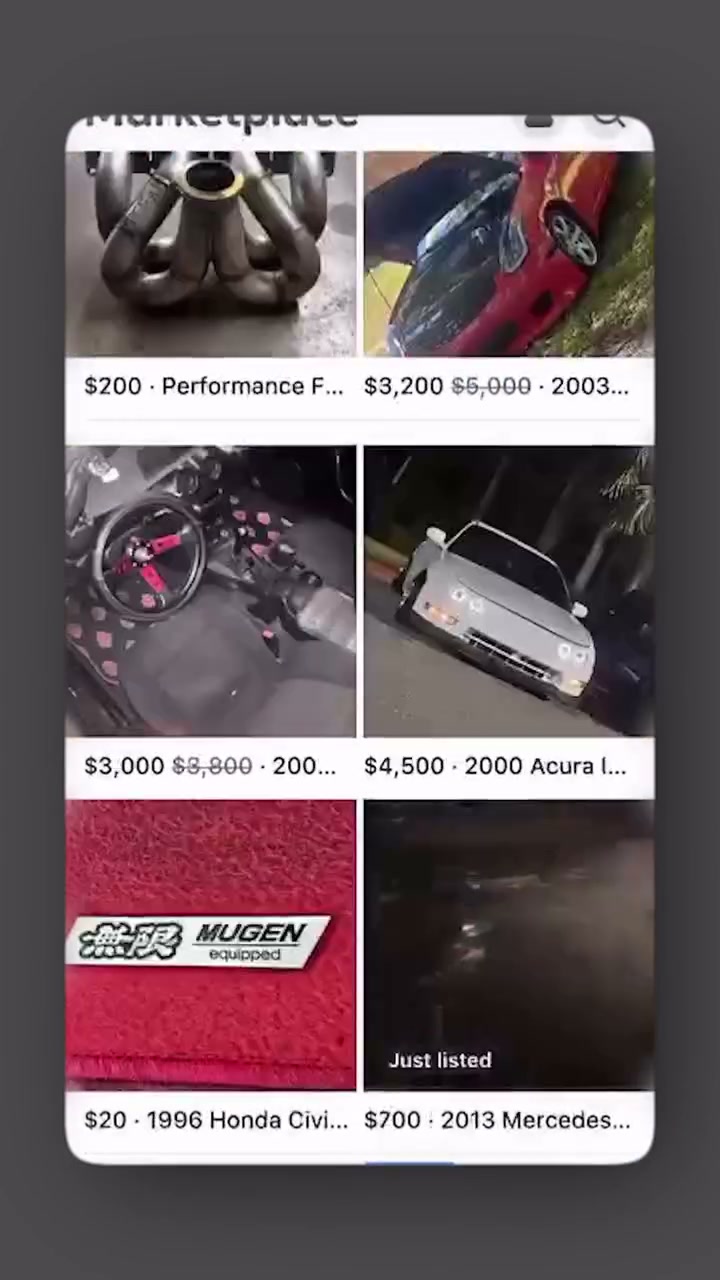 Marketplace
$200 · Performance F...
$3,200 $5,000 · 2003...
$3,000 $3,800 · 200...
$4,500 · 2000 Acura I...
無限 MUGEN
equipped
Just listed
$20 · 1996 Honda Civi...
$700 · 2013 Mercedes...